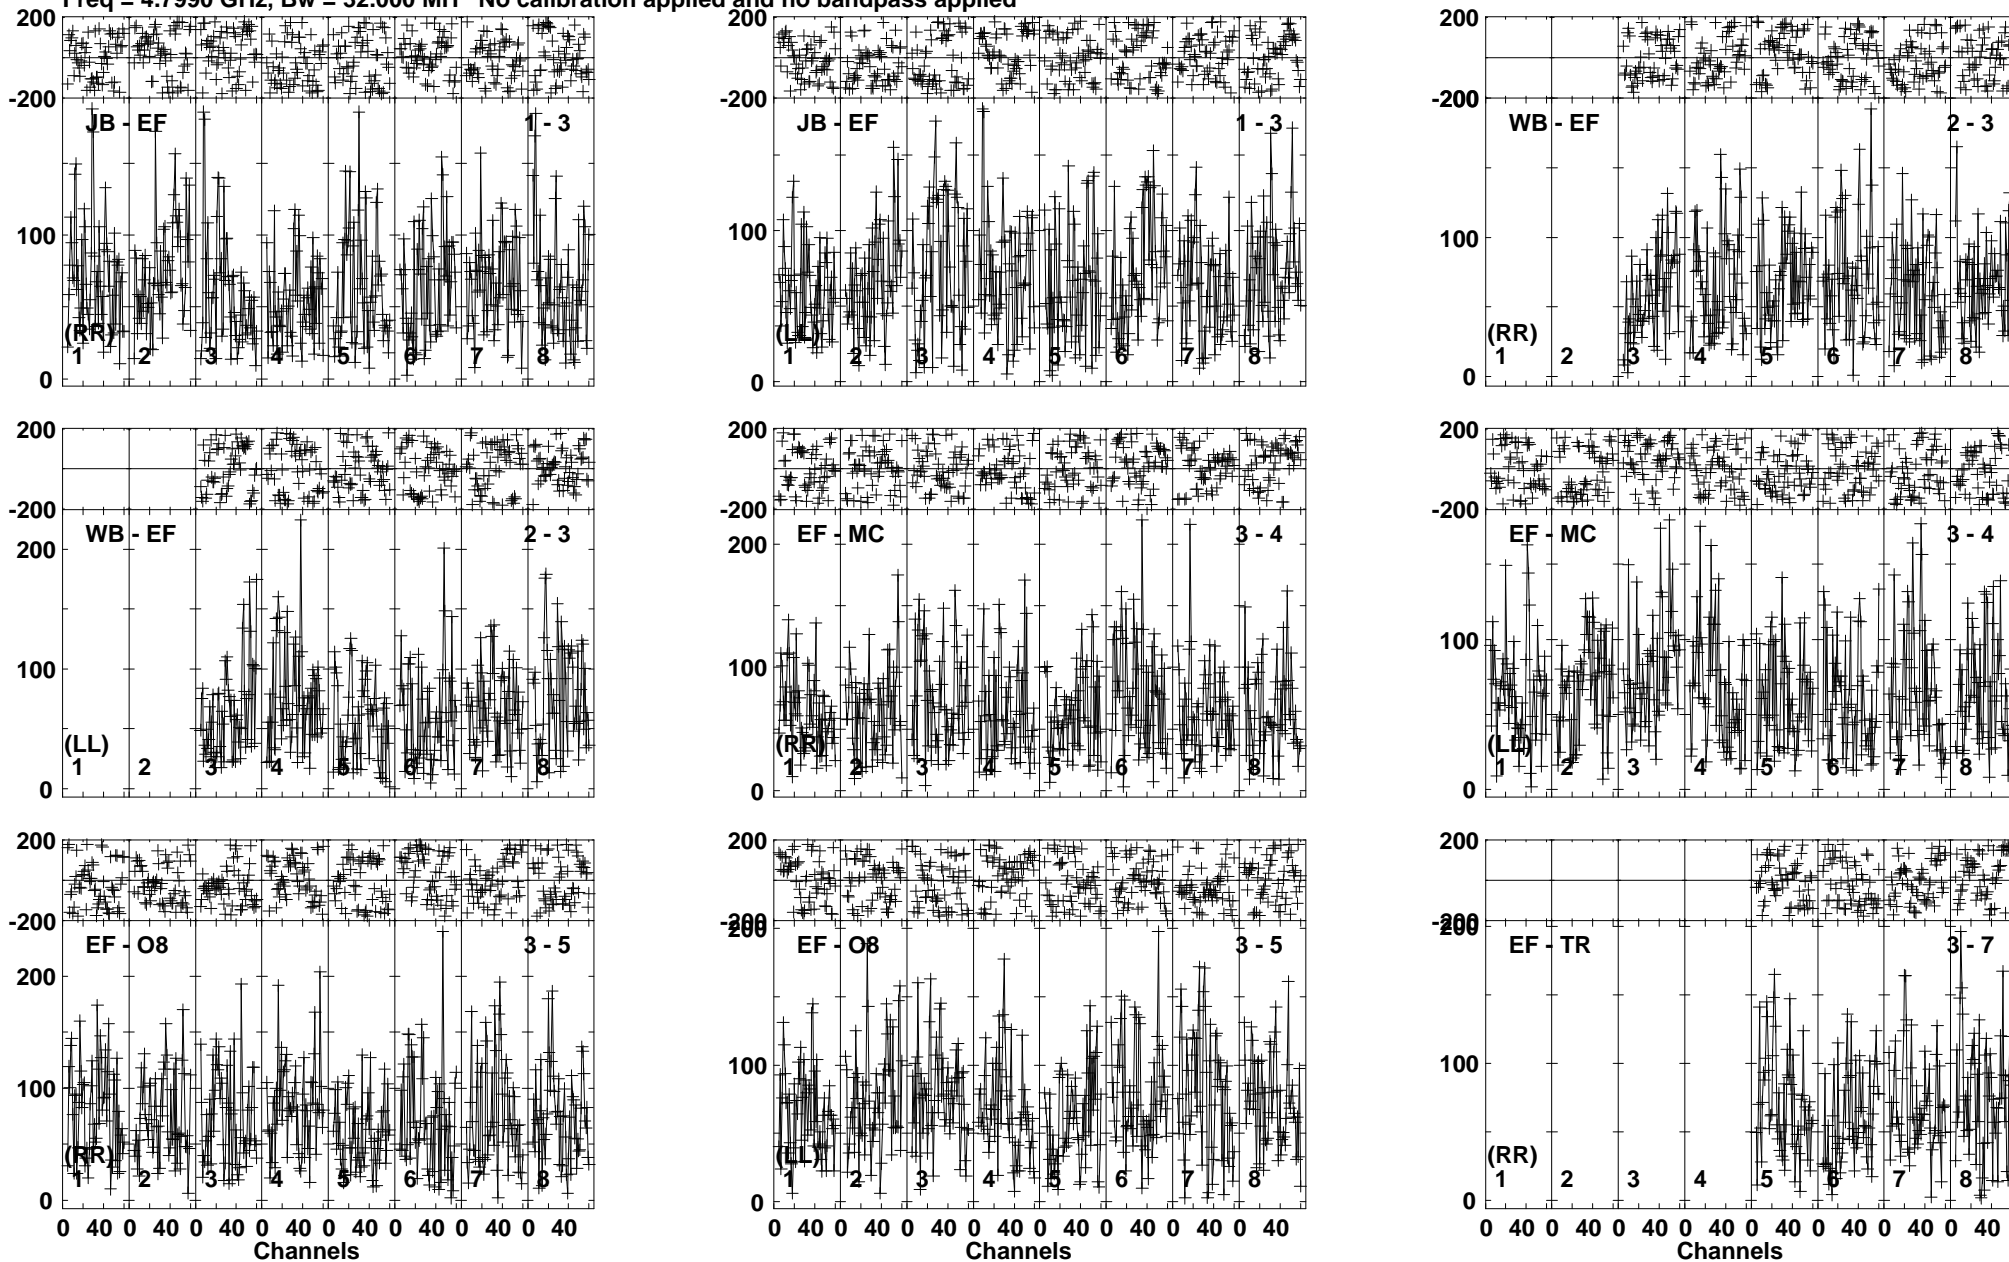 Freq = 4.7990 GHz, Bw = 32.000 MH No calibration applied and no bandpass applied
200 200 200
-200 -200 -200
JB - EF 1 - 3 JB - EF 1 - 3 WB - EF 2 - 3
200
100 100 100
(RR) (LL) (RR)
1 2 3 4 5 6 7 8 1 2 3 4 5 6 7 8 1 2 3 4 5 6 7 8
0 0 0
200 200 200
-200 -200 -200
WB - EF 2 - 3 EF - MC 3 - 4 EF - MC 3 - 4
200 200
100 100 100
(LL) (RR) (LL)
1 2 3 4 5 6 7 8 1 2 3 4 5 6 7 8 1 2 3 4 5 6 7 8
0 0 0
200 200 200
-200 -200 -200
200 200
EF - O8 3 - 5 EF - O8 3 - 5 EF - TR 3 - 7
200
100 100 100
(RR) (LL) (RR)
1 2 3 4 5 6 7 8 1 2 3 4 5 6 7 8 1 2 3 4 5 6 7 8
0 0 0
0 40 0 40 0 40 0 40 0 40 0 40 0 40 0 40 0 40 0 40 0 40 0 40 0 40 0 40 0 40 0 40 0 40 0 40 0 40 0 40 0 40 0 40 0 40 0 40
Channels Channels Channels